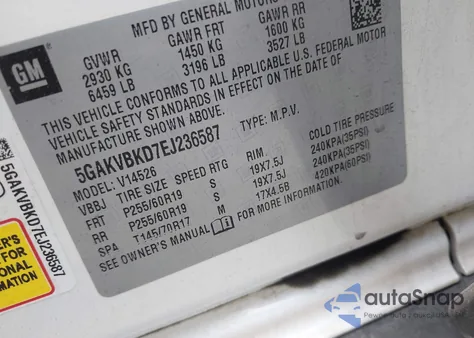 GM
MFD BY GENERAL MOTORS
GVWR GAWR FRT GAWR RR
2930 KG 1450 KG 1600 KG
6459 LB 3196 LB 3527 LB
THIS VEHICLE CONFORMS TO ALL APPLICABLE U.S. FEDERAL MOTOR
VEHICLE SAFETY STANDARDS IN EFFECT ON THE DATE OF
MANUFACTURE SHOWN ABOVE.
5GAKVBKD7EJ236587 TYPE: M.P.V.
MODEL: V14526
VBBJ TIRE SIZE SPEED RTG RIM COLD TIRE PRESSURE
FRT P255/60R19 S 19X7.5J 240KPA(35PSI)
RR P255/60R19 S 19X7.5J 240KPA(35PSI)
SPA T145/70R17 M 17X4.5B 420KPA(60PSI)
SEE OWNER'S MANUAL FOR MORE INFORMATION.
5GAKVBKD7EJ236587
autoSnap